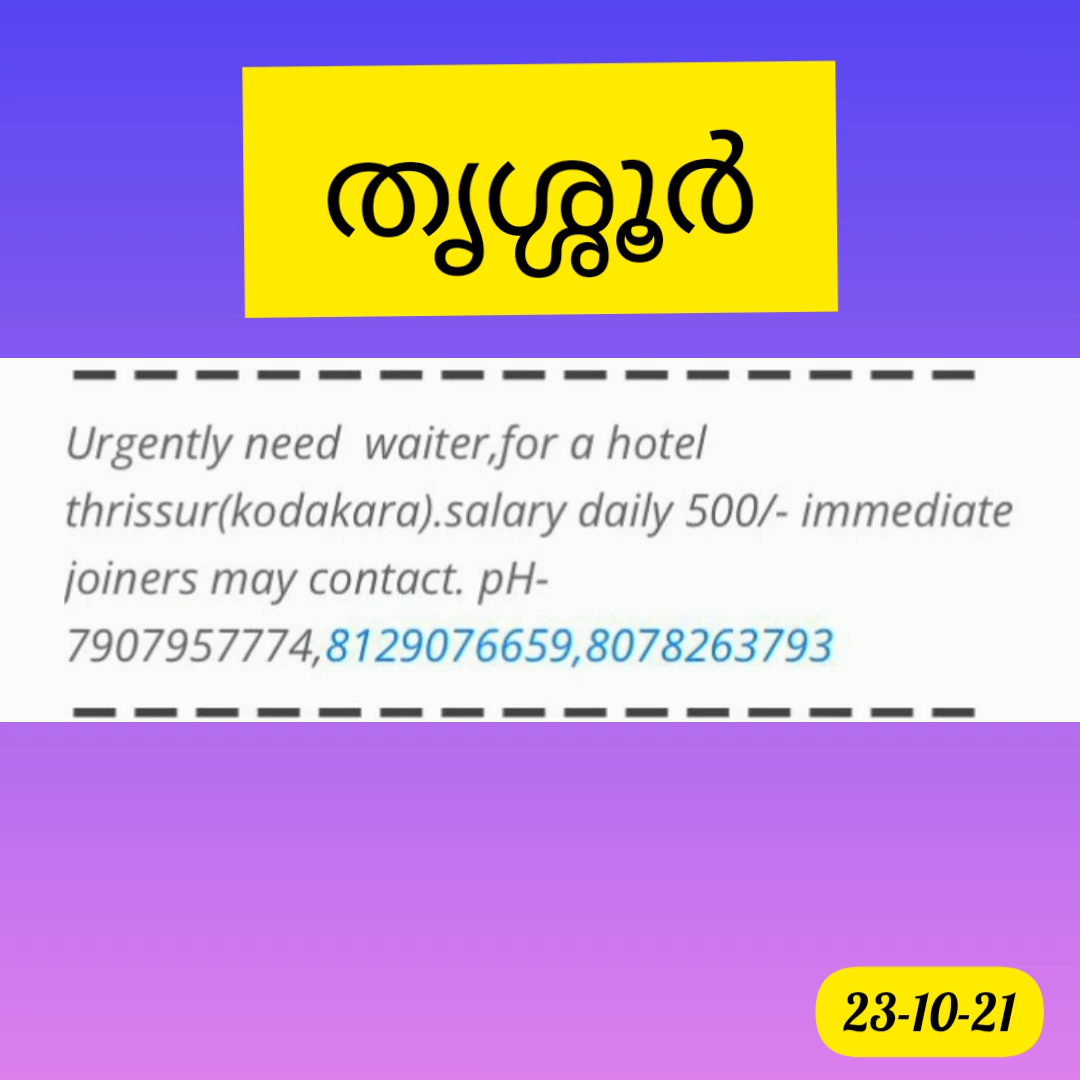 തൃശ്ശൂർ
Urgently need waiter,for a hotel
thrissur(kodakara).salary daily 500/- immediate
joiners may contact. pH-
7907957774,8129076659,8078263793
23-10-21